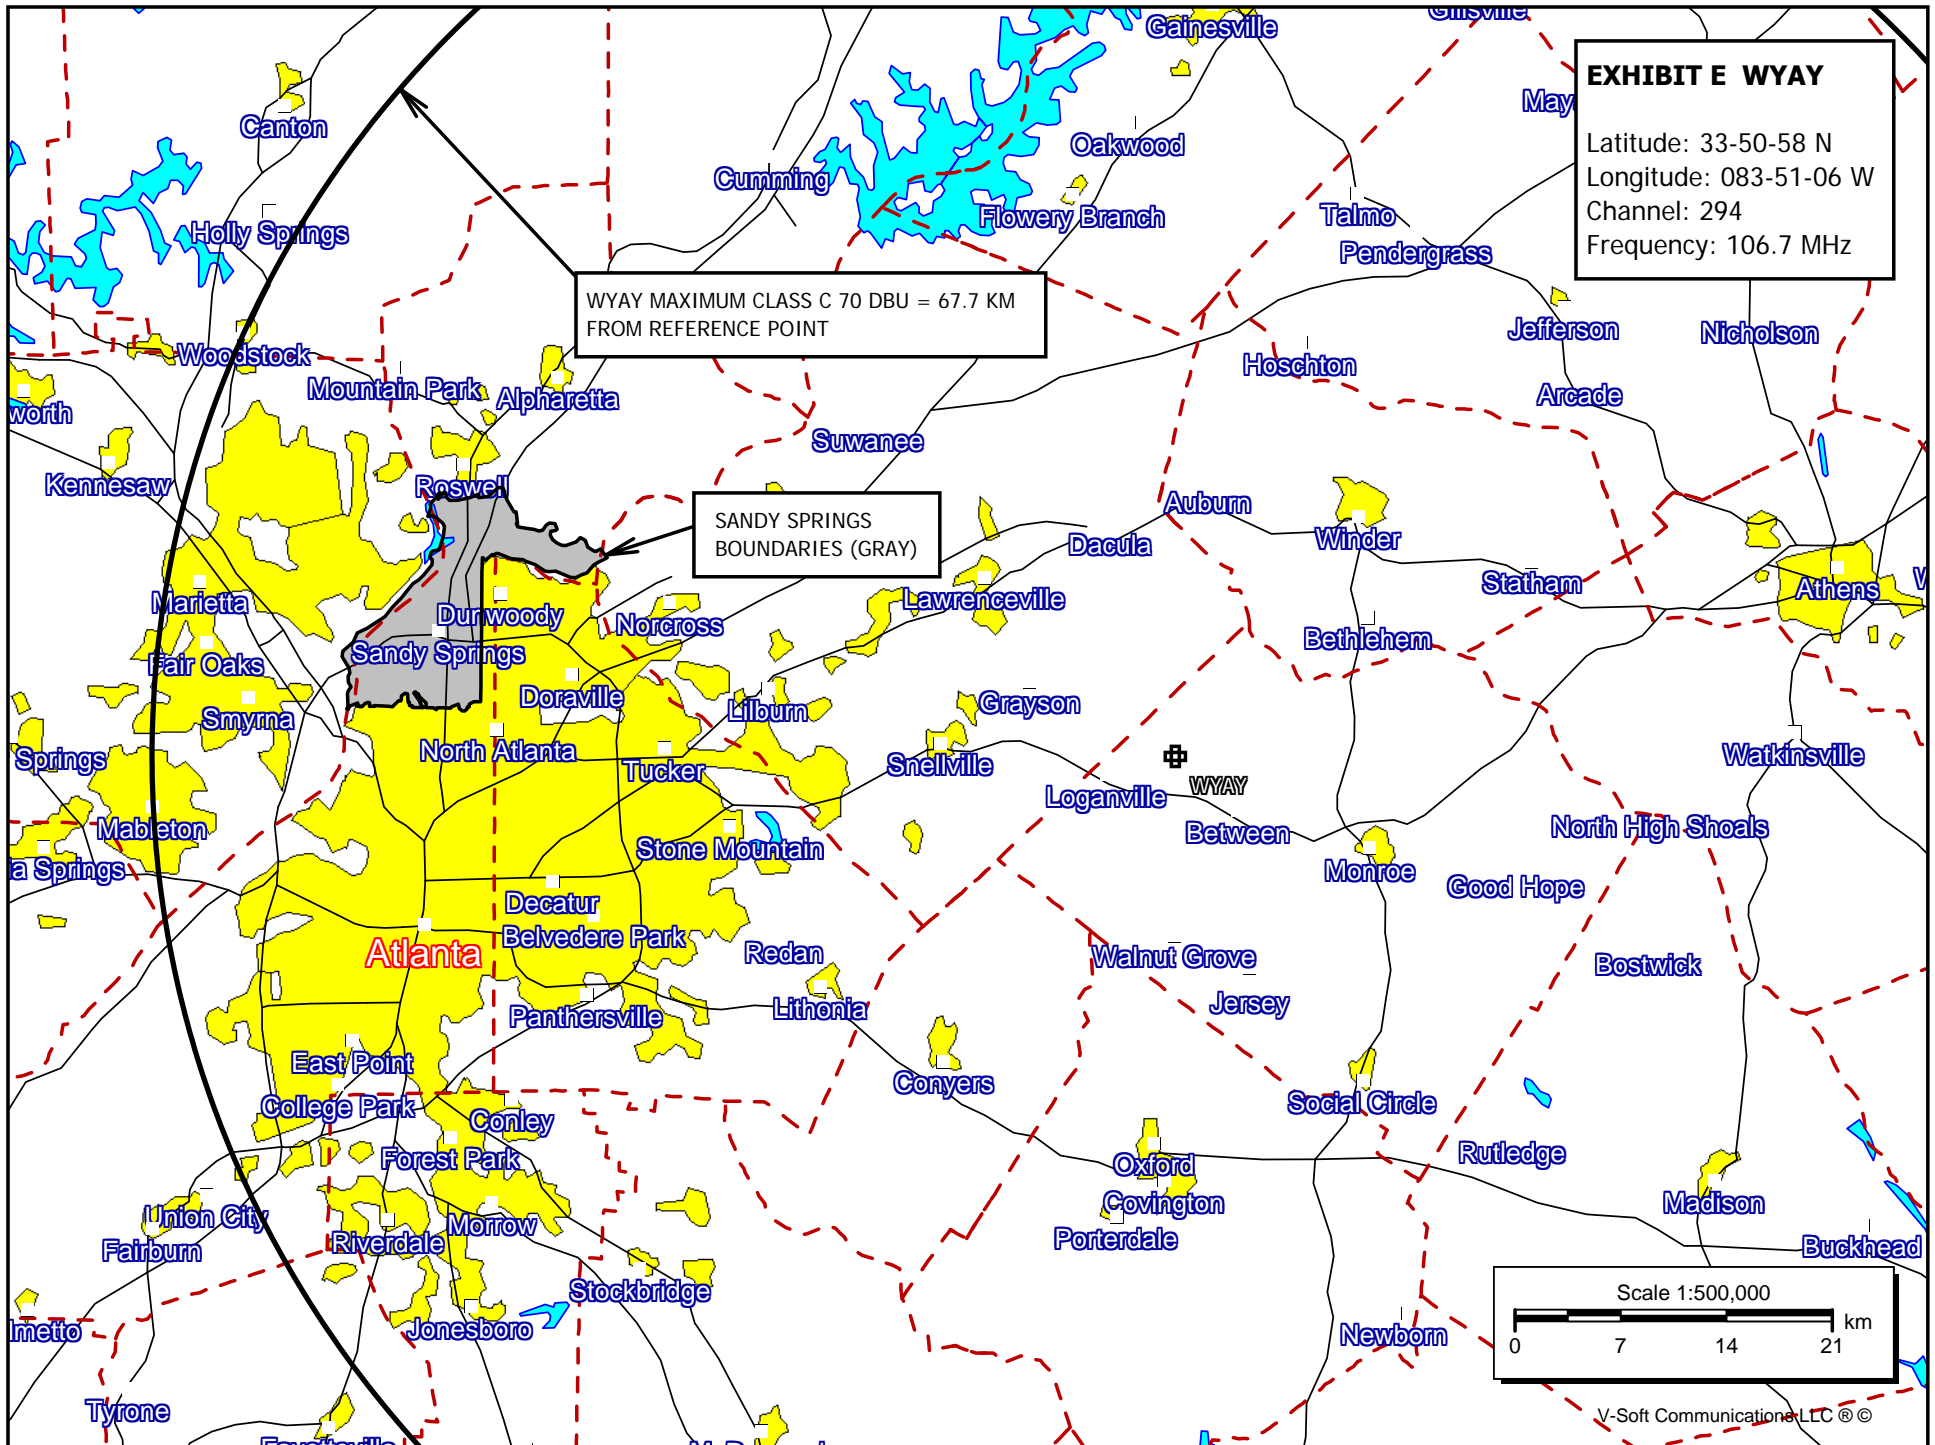 Gainesville
Gillsville
EXHIBIT E WYAY
Latitude: 33-50-58 N
Longitude: 083-51-06 W
Channel: 294
Frequency: 106.7 MHz
May
Canton
Oakwood
Cumming
Holly Springs
Flowery Branch
Talmo
Pendergrass
WYAY MAXIMUM CLASS C 70 DBU = 67.7 KM
FROM REFERENCE POINT
Jefferson
Nicholson
Woodstock
Hoschton
Mountain Park
Alpharetta
Arcade
worth
Suwanee
Kennesaw
Roswell
SANDY SPRINGS
BOUNDARIES (GRAY)
Auburn
Winder
Dacula
Statham
Athens
W
Marietta
Dunwoody
Norcross
Lawrenceville
Bethlehem
Fair Oaks
Sandy Springs
Doraville
Lilburn
Grayson
Smyrna
Springs
North Atlanta
Tucker
Snellville
Watkinsville
WYAY
Loganville
Between
Mableton
North High Shoals
Stone Mountain
ia Springs
Monroe
Good Hope
Decatur
Belvedere Park
Atlanta
Redan
Walnut Grove
Bostwick
Jersey
Panthersville
Lithonia
East Point
Conyers
College Park
Conley
Social Circle
Forest Park
Oxford
Rutledge
Covington
Madison
Union City
Morrow
Fairburn
Riverdale
Porterdale
Buckhead
Stockbridge
lmetto
Jonesboro
Newborn
Scale 1:500,000
km
0 7 14 21
Tyrone
V-Soft Communications LLC ® ©
Fayetteville